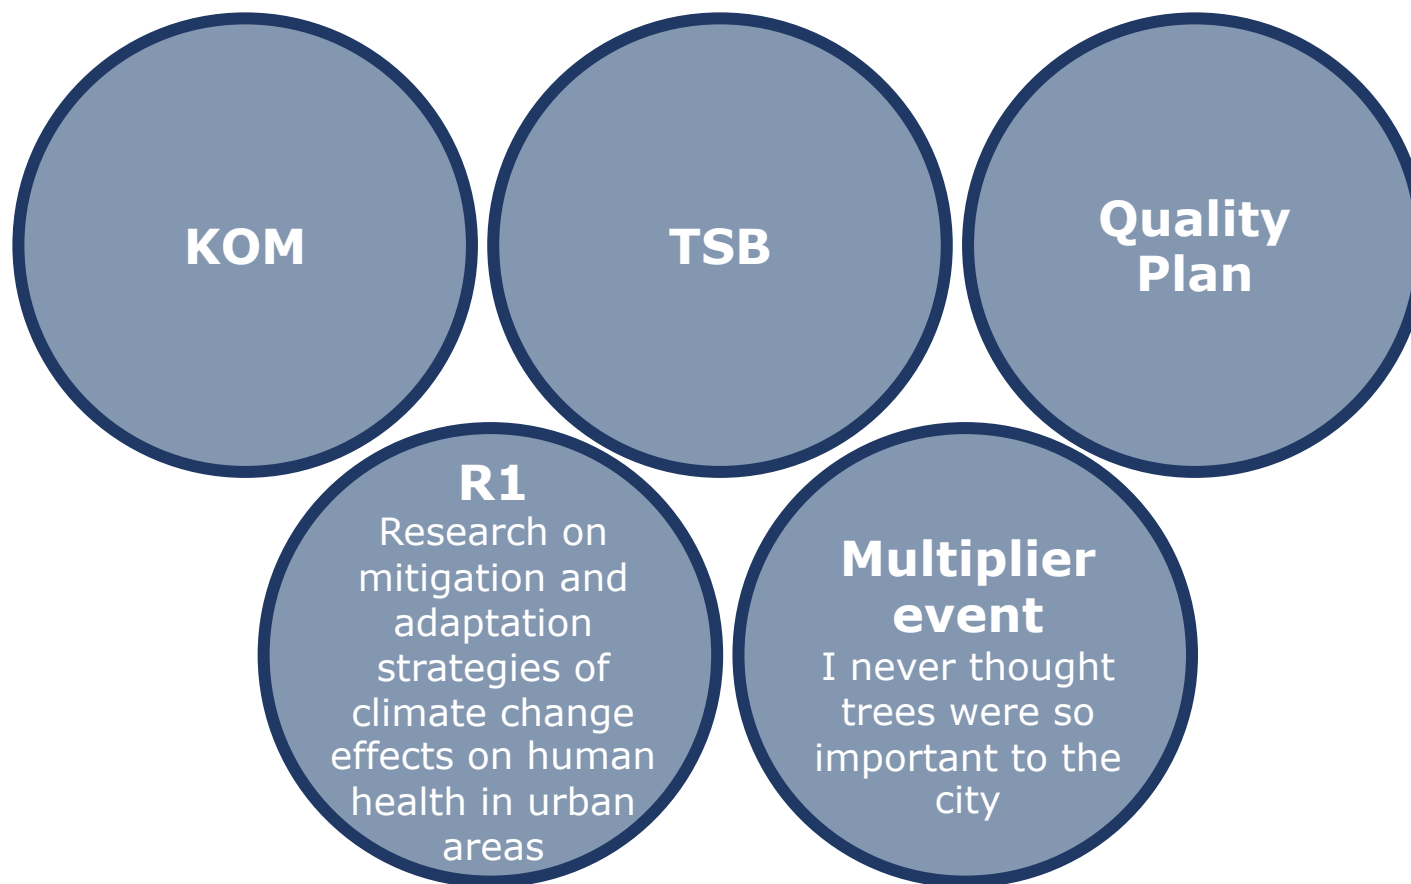 KOM
TSB
Quality
Plan
R1
Research on
mitigation and
adaptation
strategies of
climate change
effects on human
health in urban
areas
Multiplier
event
I never thought
trees were so
important to the
city